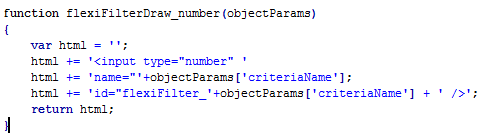 function flexiFilterDraw_number(objectParams)
{
    var html = '';
    html += '<input type="number" '
    html += 'name="'+objectParams['criteriaName'];
    html += 'id="flexiFilter_'+objectParams['criteriaName'] + ' />';
    return html;
}